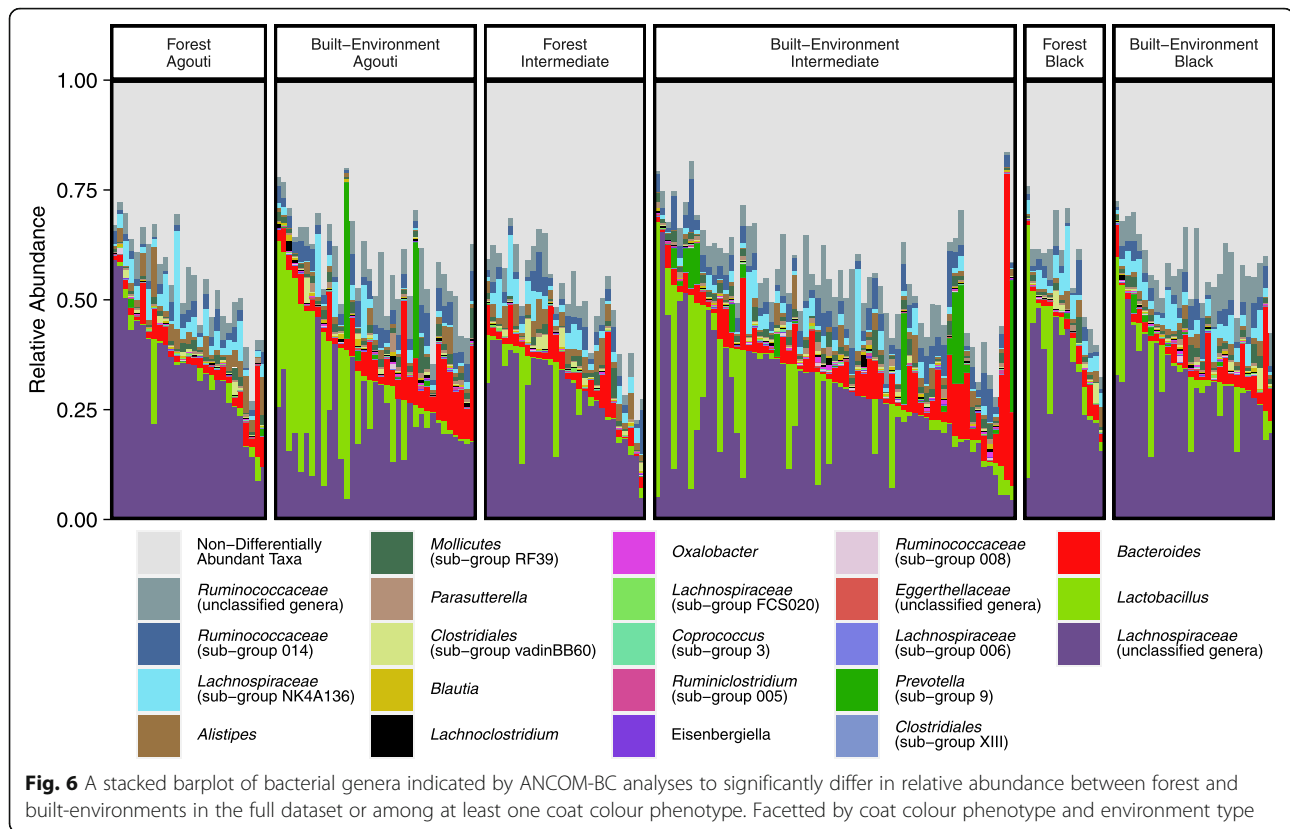 Forest
Agouti
Built−Environment
Agouti
Forest
Intermediate
Built−Environment
Intermediate
Forest
Black
Built−Environment
Black
Relative Abundance
1.00
0.75
0.50
0.25
0.00
Non−Differentially
Abundant Taxa
Ruminococcaceae
(unclassified genera)
Ruminococcaceae
(sub−group 014)
Lachnospiraceae
(sub−group NK4A136)
Alistipes
Mollicutes
(sub−group RF39)
Parasutterella
Clostridiales
(sub−group vadinBB60)
Blautia
Lachnoclostridium
Oxalobacter
Lachnospiraceae
(sub−group FCS020)
Coprococcus
(sub−group 3)
Ruminiclostridium
(sub−group 005)
Eisenbergiella
Ruminococcaceae
(sub−group 008)
Eggerthellaceae
(unclassified genera)
Lachnospiraceae
(sub−group 006)
Prevotella
(sub−group 9)
Clostridiales
(sub−group XIII)
Bacteroides
Lactobacillus
Lachnospiraceae
(unclassified genera)
Fig. 6 A stacked barplot of bacterial genera indicated by ANCOM-BC analyses to significantly differ in relative abundance between forest and
built-environments in the full dataset or among at least one coat colour phenotype. Facetted by coat colour phenotype and environment type